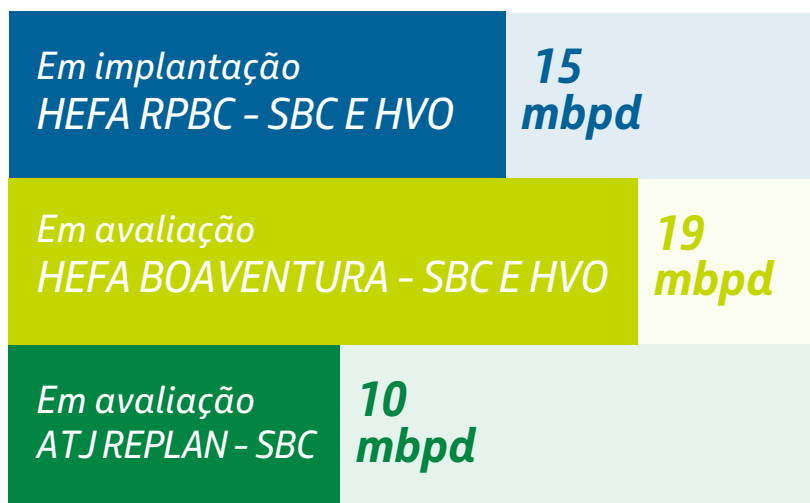 Em implantação
HEFA RPBC - SBC E HVO
15
mbpd
Em avaliação
HEFA BOAVENTURA - SBC E HVO
19
mbpd
Em avaliação
ATJ REPLAN - SBC
10
mbpd